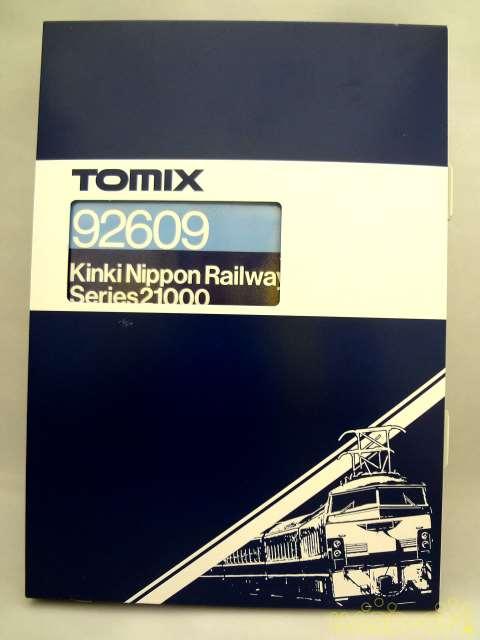 TOMIX
92609
Kinki Nippon Railway
Series21000